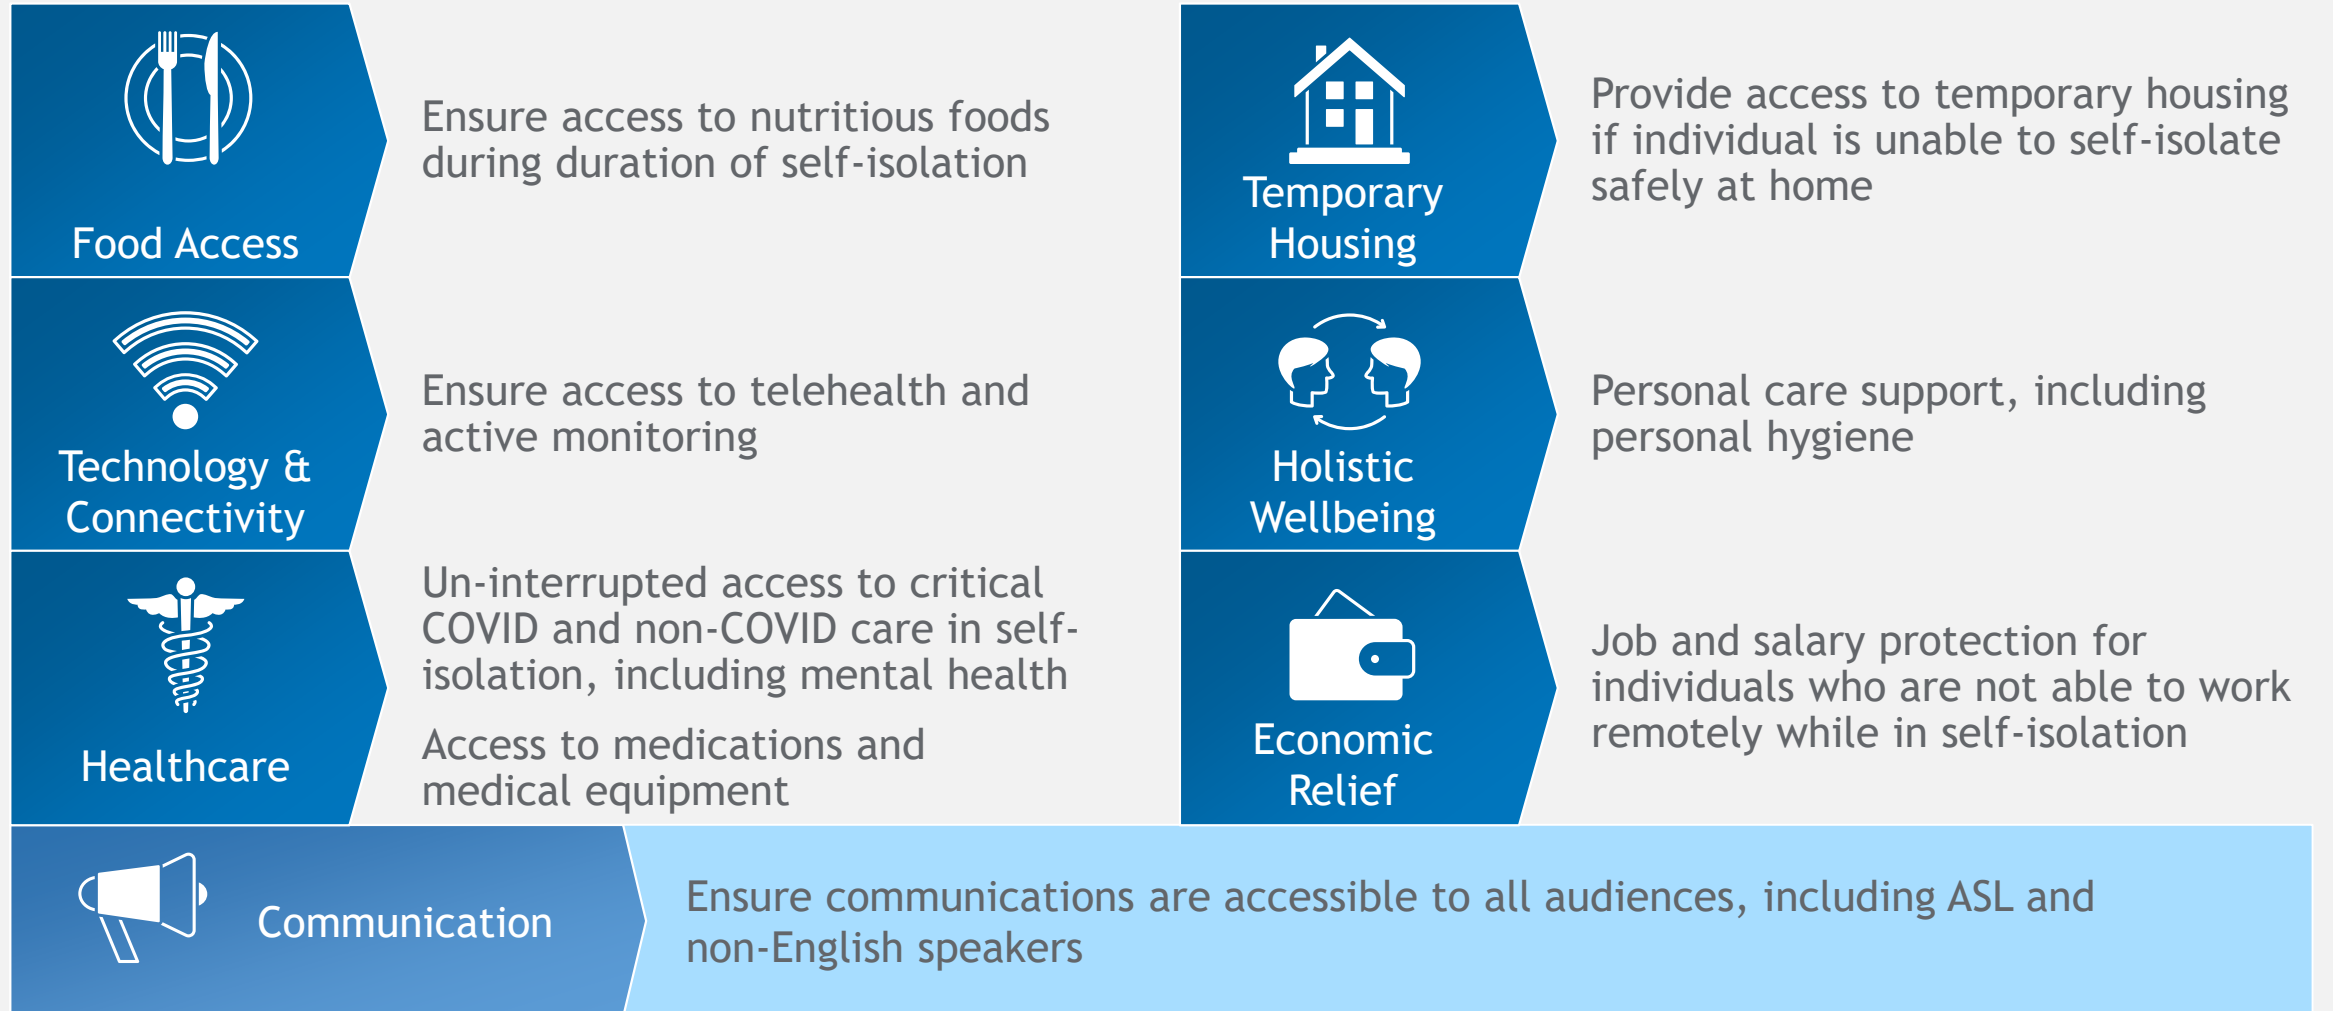 Food Access
Ensure access to nutritious foods
during duration of self-isolation
Technology &
Connectivity
Ensure access to telehealth and
active monitoring
Healthcare
Un-interrupted access to critical
COVID and non-COVID care in self-
isolation, including mental health
Access to medications and
medical equipment
Temporary
Housing
Provide access to temporary housing
if individual is unable to self-isolate
safely at home
Holistic
Wellbeing
Personal care support, including
personal hygiene
Economic
Relief
Job and salary protection for
individuals who are not able to work
remotely while in self-isolation
Communication
Ensure communications are accessible to all audiences, including ASL and
non-English speakers